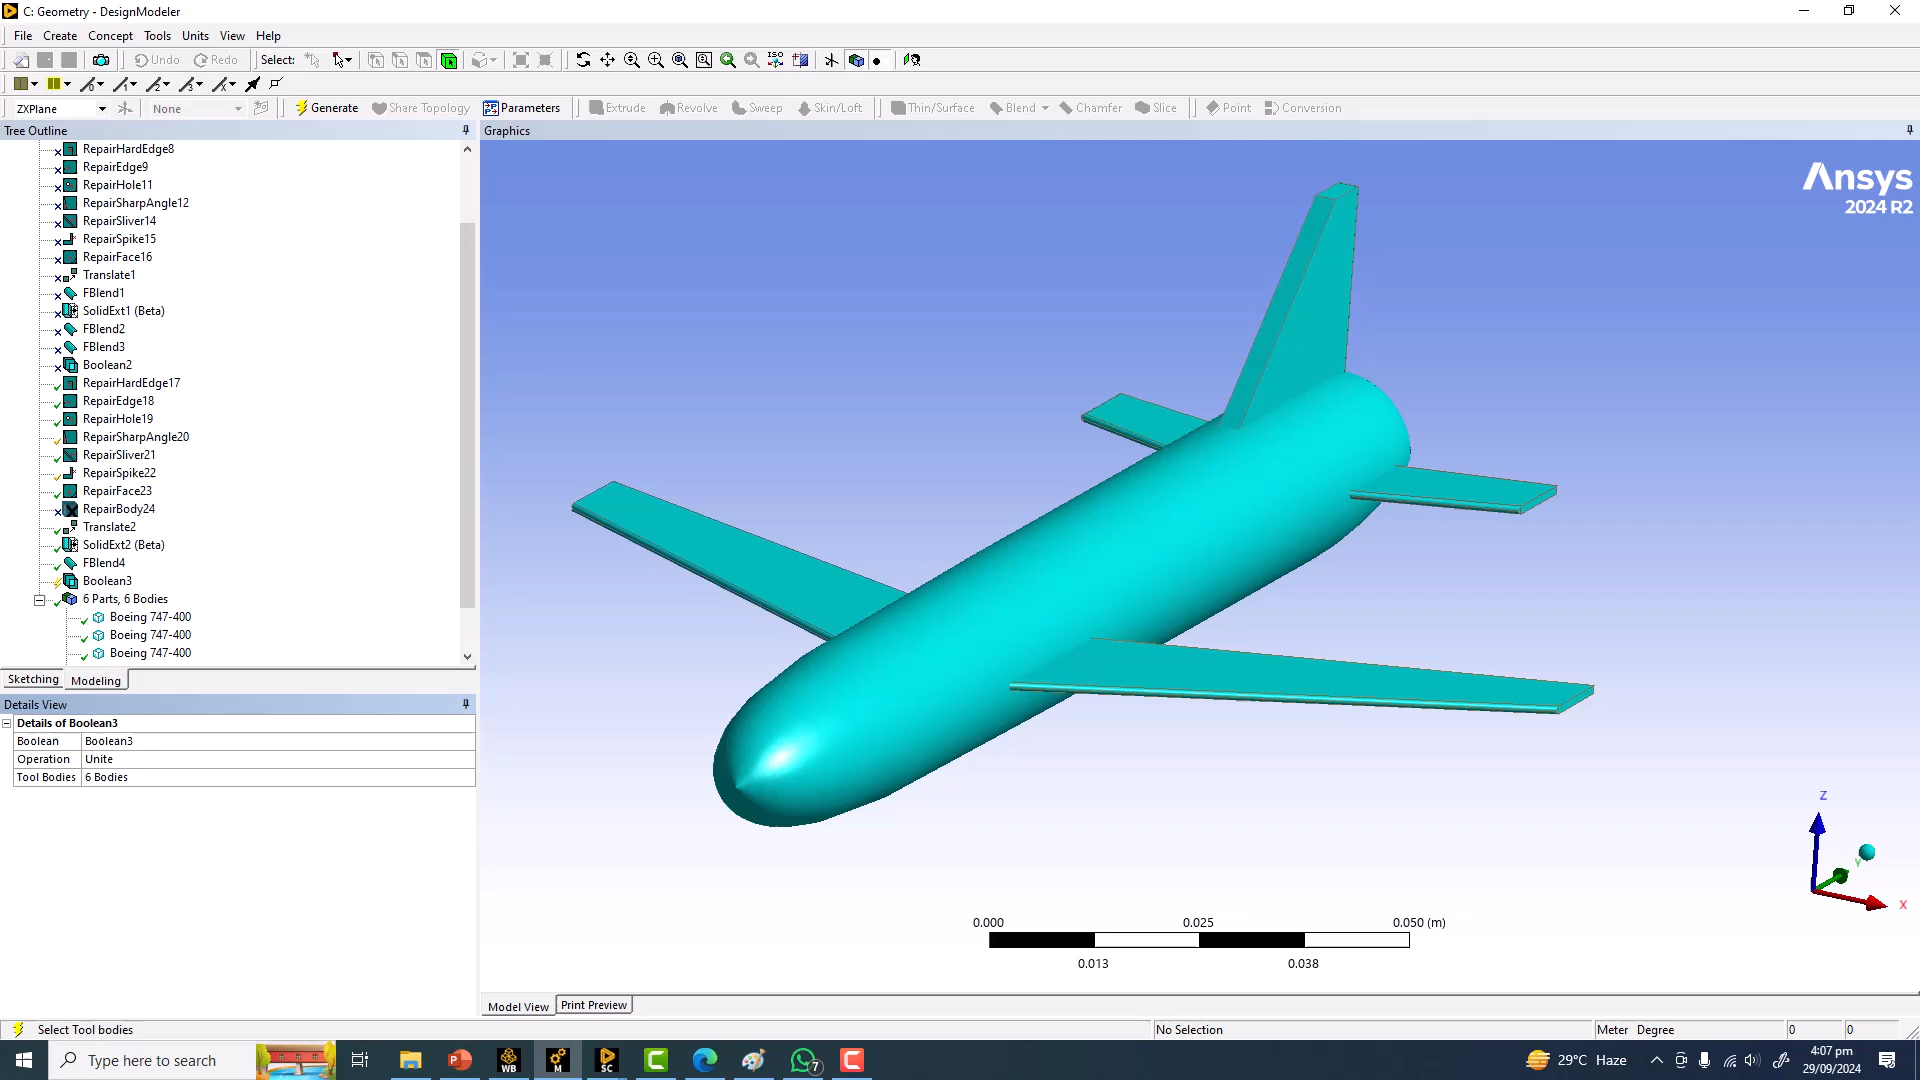 C: Geometry - DesignModeler
File Create Concept Tools Units View Help
Undo Redo Select: ISO
ZXPlane None Generate Share Topology Parameters Extrude Revolve Sweep Skin/Loft Thin/Surface Blend Chamfer Slice Point Conversion
Tree Outline
Graphics
RepairHardEdge8
RepairEdge9
RepairHole11
RepairSharpAngle12
RepairSliver14
RepairSpike15
RepairFace16
Translate1
FBlend1
SolidExt1 (Beta)
FBlend2
FBlend3
Boolean2
RepairHardEdge17
RepairEdge18
RepairHole19
RepairSharpAngle20
RepairSliver21
RepairSpike22
RepairFace23
RepairBody24
Translate2
SolidExt2 (Beta)
FBlend4
Boolean3
6 Parts, 6 Bodies
Boeing 747-400
Boeing 747-400
Boeing 747-400
Sketching Modeling
Details View
Details of Boolean3
Boolean Boolean3
Operation Unite
Tool Bodies 6 Bodies
Ansys
2024 R2
Z
Y
X
0.000 0.025 0.050 (m)
0.013 0.038
Model View Print Preview
Select Tool bodies No Selection Meter Degree 0 0
Type here to search WB M SC 7 29°C Haze 4:07 pm
29/09/2024